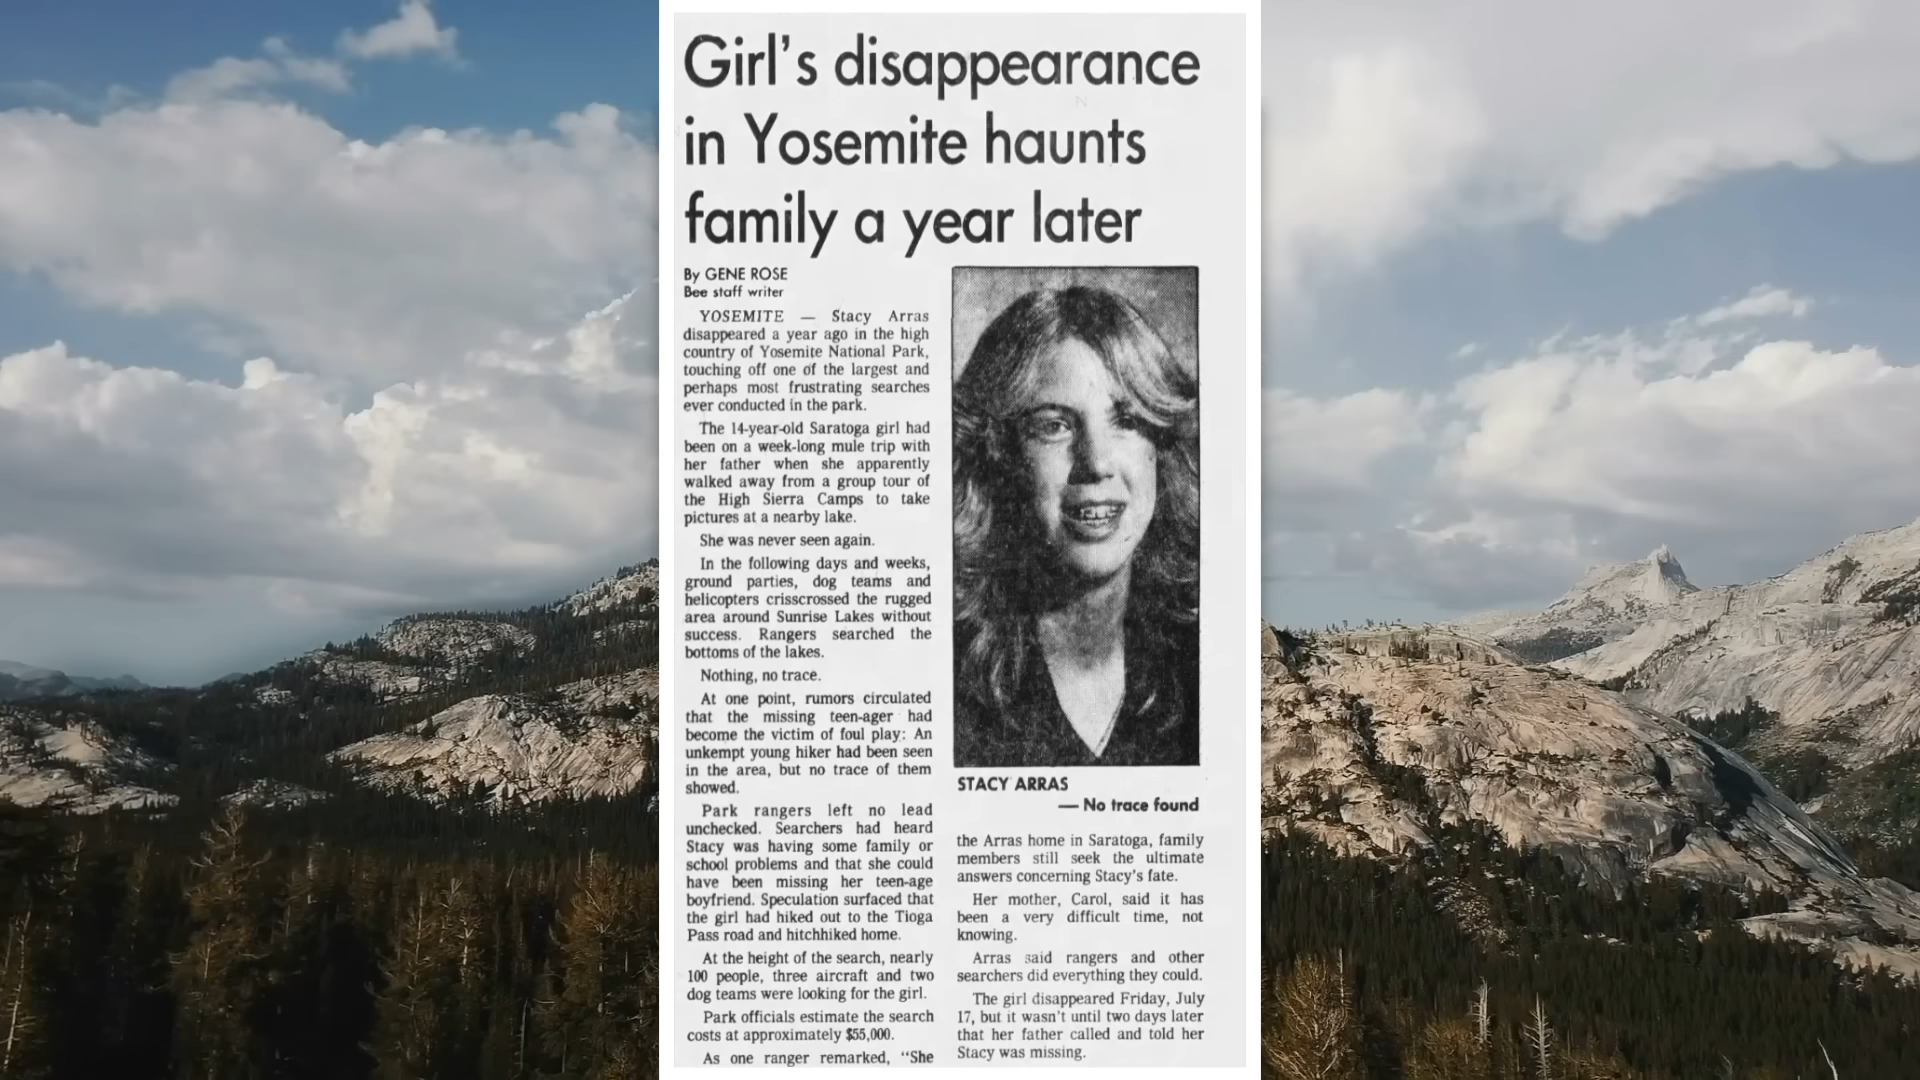 Girl's disappearance
in Yosemite haunts
family a year later
By GENE ROSE
Bee staff writer
YOSEMITE — Stacy Arras
disappeared a year ago in the high
country of Yosemite National Park,
touching off one of the largest and
perhaps most frustrating searches
ever conducted in the park.
The 14-year-old Saratoga girl had
been on a week-long mule trip with
her father when she apparently
walked away from a group tour of
the High Sierra Camps to take
pictures at a nearby lake.
She was never seen again.
In the following days and weeks,
ground parties, dog teams and
helicopters crisscrossed the rugged
area around Sunrise Lakes without
success. Rangers searched the
bottoms of the lakes.
Nothing, no trace.
At one point, rumors circulated
that the missing teen-ager had
become the victim of foul play: An
unkempt young hiker had been seen
in the area, but no trace of them
showed.
Park rangers left no lead
unchecked. Searchers had heard
Stacy was having some family or
school problems and that she could
have been missing her teen-age
boyfriend. Speculation surfaced that
the girl had hiked out to the Tioga
Pass road and hitchhiked home.
At the height of the search, nearly
100 people, three aircraft and two
dog teams were looking for the girl.
Park officials estimate the search
costs at approximately $55,000.
As one ranger remarked, "She
STACY ARRAS
— No trace found
the Arras home in Saratoga, family
members still seek the ultimate
answers concerning Stacy's fate.
Her mother, Carol, said it has
been a very difficult time, not
knowing.
Arras said rangers and other
searchers did everything they could.
The girl disappeared Friday, July
17, but it wasn't until two days later
that her father called and told her
Stacy was missing.